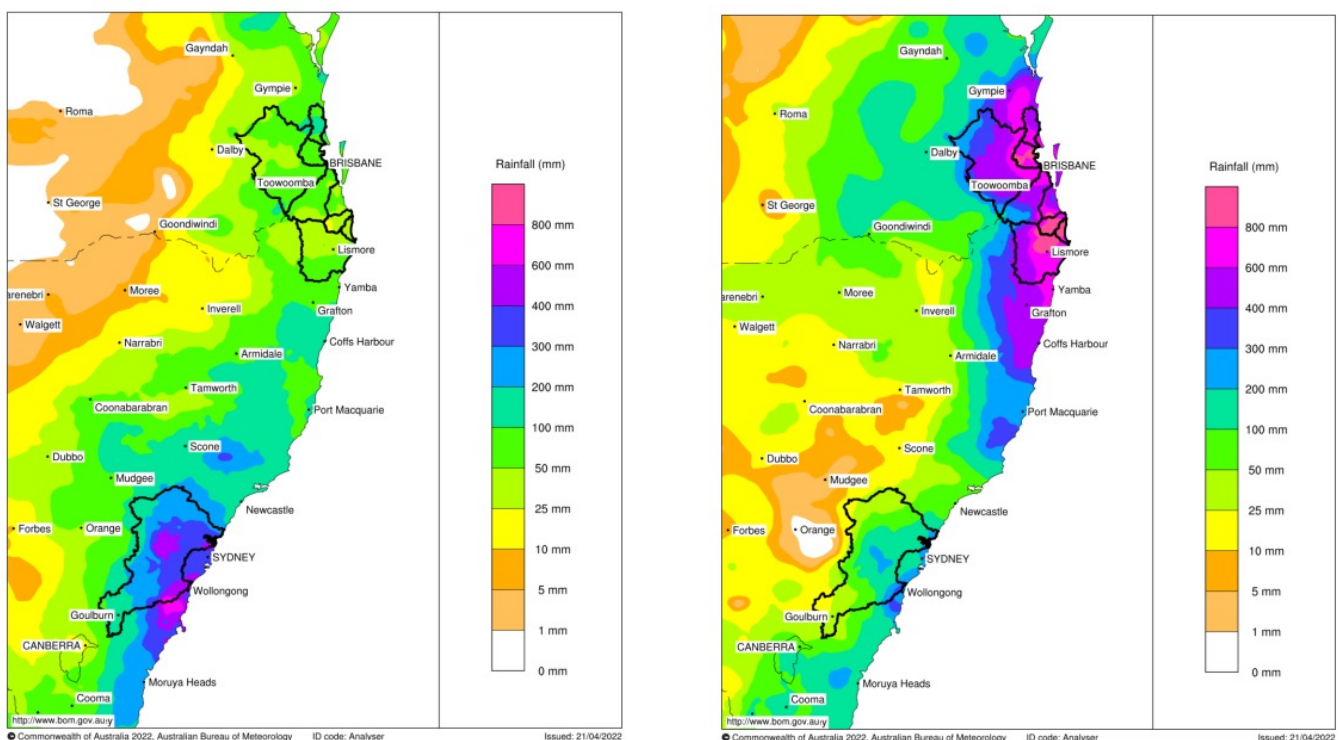 Gayndah
Gympie
Roma
Dalby
BRISBANE
Toowoomba
St George
Goondiwindi
Lismore
Yamba
arenebri
Moree
Inverell
Grafton
Walgett
Narrabri
Coffs Harbour
Armidale
Tamworth
Coonabarabran
Port Macquarie
Scone
Dubbo
Mudgee
Newcastle
Forbes
Orange
SYDNEY
Wollongong
Goulburn
CANBERRA
Moruya Heads
Cooma
http://www.bom.gov.au
Rainfall (mm)
800 mm
600 mm
400 mm
300 mm
200 mm
100 mm
50 mm
25 mm
10 mm
5 mm
1 mm
0 mm
© Commonwealth of Australia 2022, Australian Bureau of Meteorology ID code: Analyser Issued: 21/04/2022
Gayndah
Gympie
Roma
Dalby
BRISBANE
Toowoomba
St George
Goondiwindi
Lismore
Yamba
arenebri
Moree
Inverell
Grafton
Walgett
Narrabri
Coffs Harbour
Armidale
Tamworth
Coonabarabran
Port Macquarie
Scone
Dubbo
Mudgee
Newcastle
Forbes
Orange
SYDNEY
Wollongong
Goulburn
CANBERRA
Moruya Heads
Cooma
http://www.bom.gov.au
Rainfall (mm)
800 mm
600 mm
400 mm
300 mm
200 mm
100 mm
50 mm
25 mm
10 mm
5 mm
1 mm
0 mm
© Commonwealth of Australia 2022, Australian Bureau of Meteorology ID code: Analyser Issued: 21/04/2022